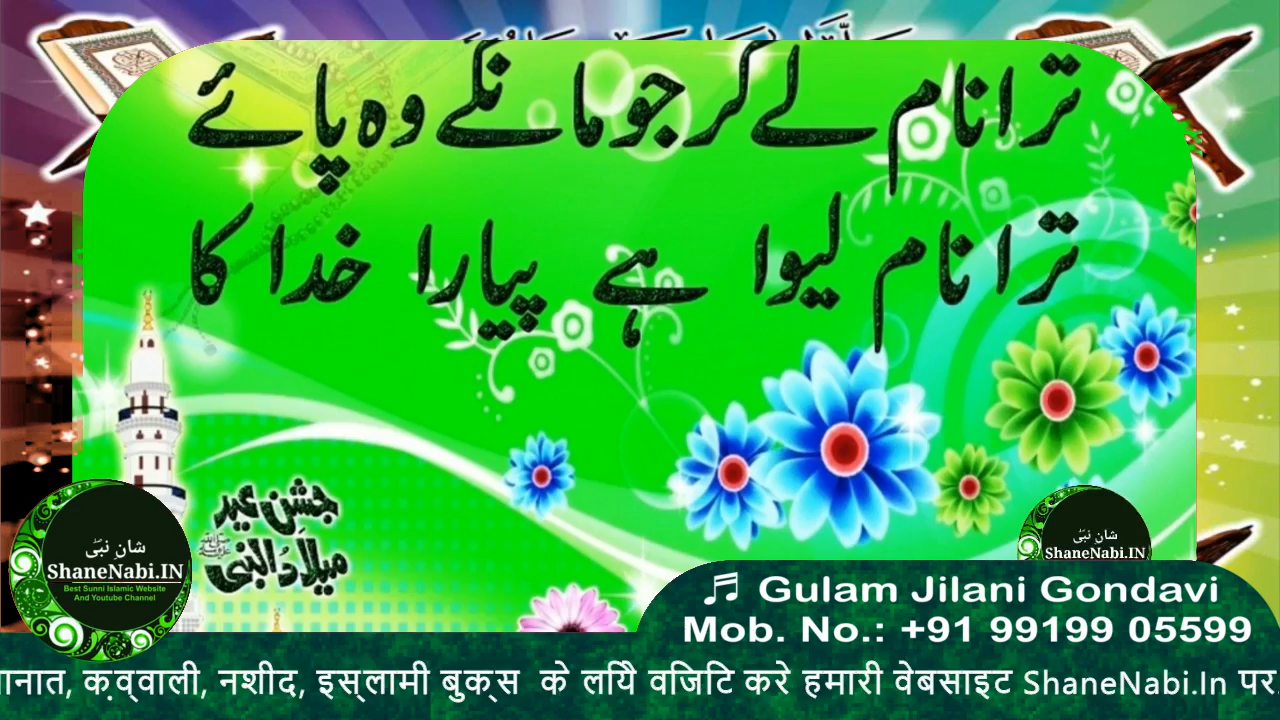 ترا نام لے کر جو مانگے وہ پائے
ترا نام لیوا ہے پیارا خدا کا
جشن عید
میلادُ النبی
شانِ نبی
ShaneNabi.IN
Best Sunni Islamic Website
And Youtube Channel
شانِ نبی
ShaneNabi.IN
♬ Gulam Jilani Gondavi
Mob. No.: +91 99199 05599
क़व्वाली, नशीद, इस्लामी बुक्स के लिये विजिट करे हमारी वेबसाइट ShaneNabi.In पर